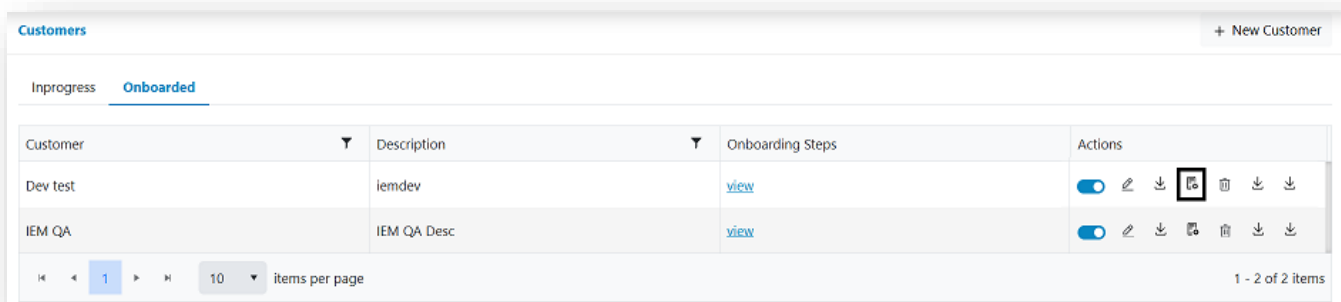 Customers
+ New Customer
Inprogress
Onboarded
Customer Description Onboarding Steps Actions
Dev test iemdev view
IEM QA IEM QA Desc view
1 10 items per page 1 - 2 of 2 items